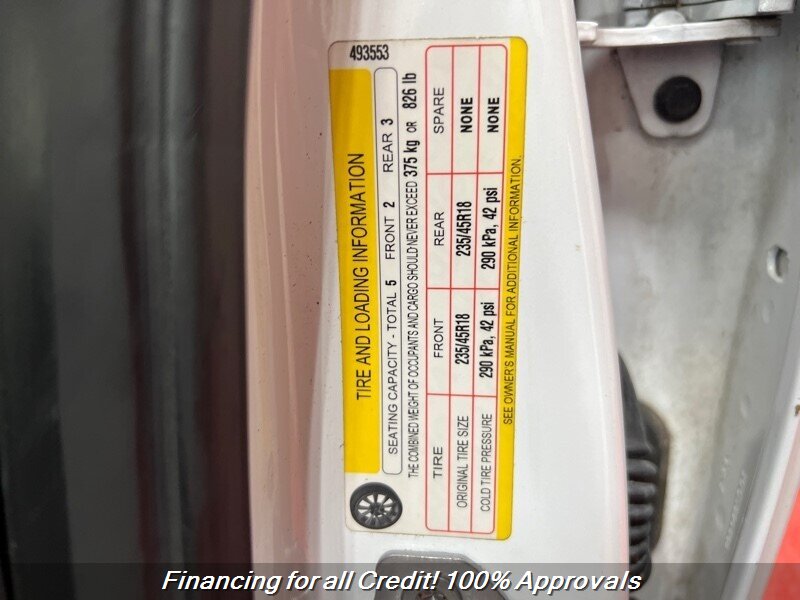 493553
TIRE AND LOADING INFORMATION
SEATING CAPACITY - TOTAL 5 FRONT 2 REAR 3
THE COMBINED WEIGHT OF OCCUPANTS AND CARGO SHOULD NEVER EXCEED 375 kg OR 826 lb
TIRE FRONT REAR SPARE
ORIGINAL TIRE SIZE 235/45R18 235/45R18 NONE
COLD TIRE PRESSURE 290 kPa, 42 psi 290 kPa, 42 psi NONE
SEE OWNER'S MANUAL FOR ADDITIONAL INFORMATION.
Financing for all Credit! 100% Approvals